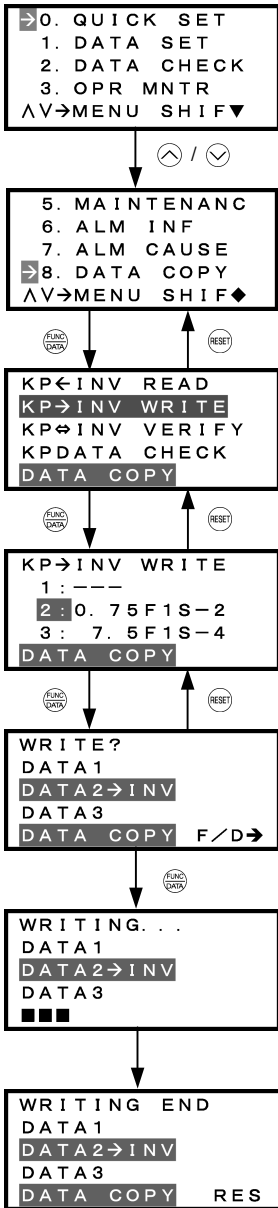 →0. QUICK SET
1. DATA SET
2. DATA CHECK
3. OPR MNTR
∧∨→MENU SHIF▼
/
5. MAINTENANC
6. ALM INF
7. ALM CAUSE
→8. DATA COPY
∧∨→MENU SHIF◆
FUNC DATA
RESET
KP←INV READ
KP→INV WRITE
KP⇔INV VERIFY
KPDATA CHECK
DATA COPY
FUNC DATA
RESET
KP→INV WRITE
1:---
2:0.75F1S-2
3: 7.5F1S-4
DATA COPY
FUNC DATA
RESET
WRITE?
DATA1
DATA2→INV
DATA3
DATA COPY F/D→
FUNC DATA
WRITING...
DATA1
DATA2→INV
DATA3
■■■
WRITING END
DATA1
DATA2→INV
DATA3
DATA COPY RES